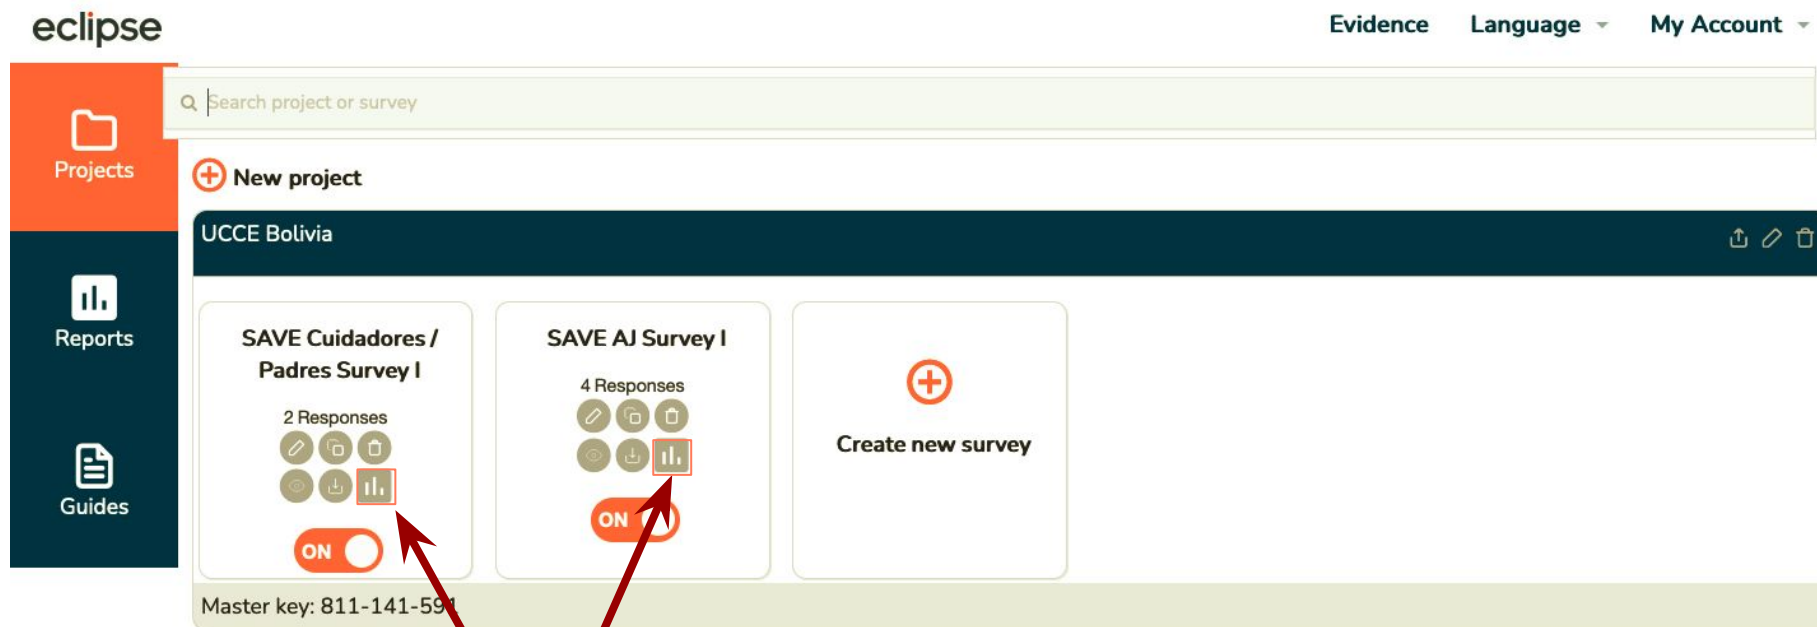 eclipse
Evidence Language My Account
Search project or survey
Projects
New project
UCCE Bolivia
Reports
SAVE Cuidadores /
Padres Survey I
2 Responses
ON
SAVE AJ Survey I
4 Responses
ON
Create new survey
Guides
Master key: 811-141-591